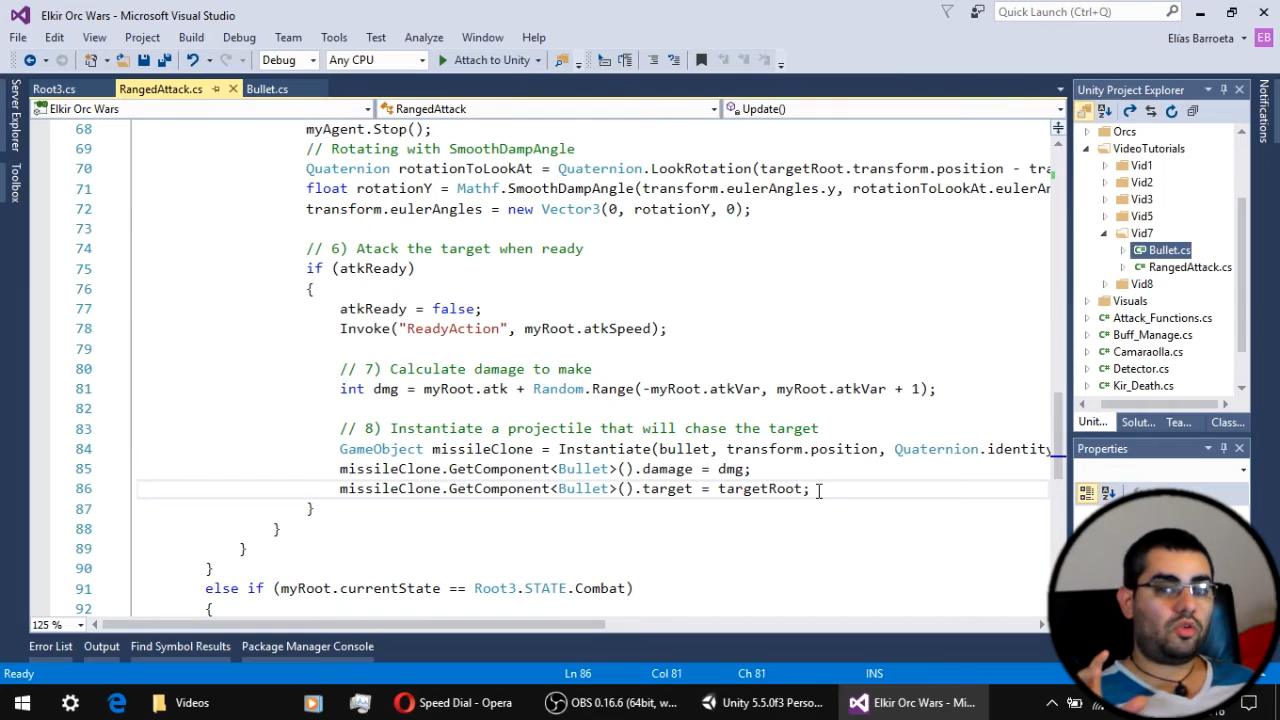 Elkir Orc Wars - Microsoft Visual Studio
Quick Launch (Ctrl+Q)
File Edit View Project Build Debug Team Tools Test Analyze Window Help
Elías Barroeta EB
Debug Any CPU Attach to Unity
Root3.cs RangedAttack.cs Bullet.cs
Elkir Orc Wars RangedAttack Update()
Server Explorer
Toolbox
68 myAgent.Stop();
69 // Rotating with SmoothDampAngle
70 Quaternion rotationToLookAt = Quaternion.LookRotation(targetRoot.transform.position - tra
71 float rotationY = Mathf.SmoothDampAngle(transform.eulerAngles.y, rotationToLookAt.eulerAn
72 transform.eulerAngles = new Vector3(0, rotationY, 0);
73
74 // 6) Atack the target when ready
75 if (atkReady)
76 {
77 atkReady = false;
78 Invoke("ReadyAction", myRoot.atkSpeed);
79
80 // 7) Calculate damage to make
81 int dmg = myRoot.atk + Random.Range(-myRoot.atkVar, myRoot.atkVar + 1);
82
83 // 8) Instantiate a projectile that will chase the target
84 GameObject missileClone = Instantiate(bullet, transform.position, Quaternion.identity
85 missileClone.GetComponent<Bullet>().damage = dmg;
86 missileClone.GetComponent<Bullet>().target = targetRoot;
87 }
88 }
89 }
90 }
91 else if (myRoot.currentState == Root3.STATE.Combat)
92 {
125 %
Unity Project Explorer
Orcs
VideoTutorials
Vid1
Vid2
Vid3
Vid5
Vid7
Bullet.cs
RangedAttack.cs
Vid8
Visuals
Attack_Functions.cs
Buff_Manage.cs
Camaraolla.cs
Detector.cs
Kir_Death.cs
Unit... Solut... Tea... Class...
Properties
Notifications
Error List Output Find Symbol Results Package Manager Console
Ready Ln 86 Col 81 Ch 81 INS
Videos Speed Dial - Opera OBS 0.16.6 (64bit, w... Unity 5.5.0f3 Perso... Elkir Orc Wars - Mi...